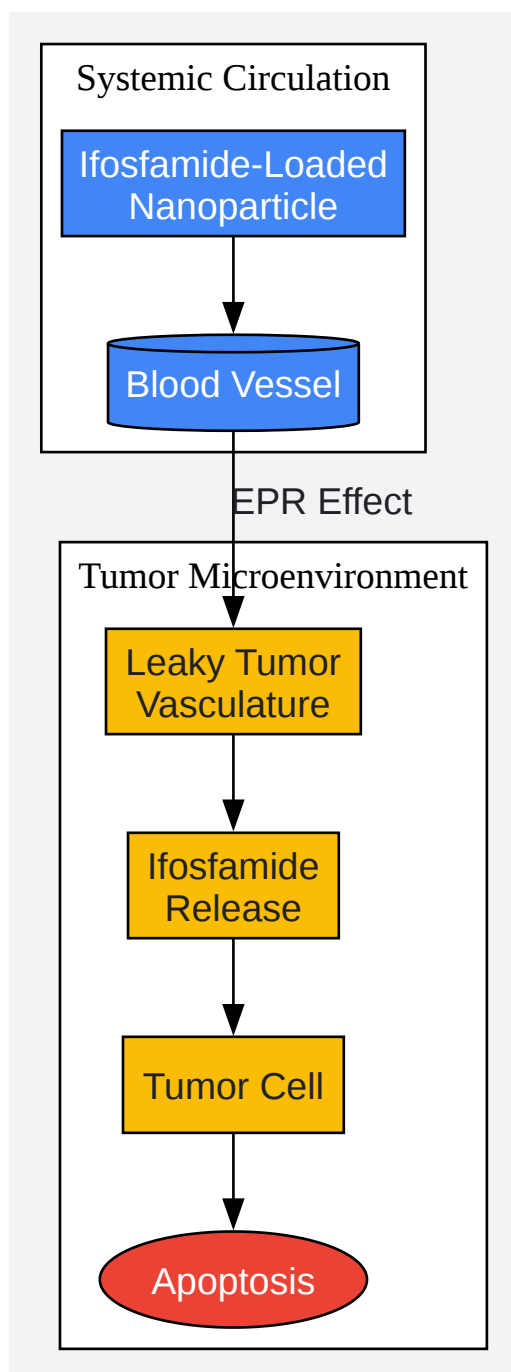 Systemic Circulation
Ifosfamide-Loaded
Nanoparticle
Blood Vessel
EPR Effect
Tumor Microenvironment
Leaky Tumor
Vasculature
Ifosfamide
Release
Tumor Cell
Apoptosis